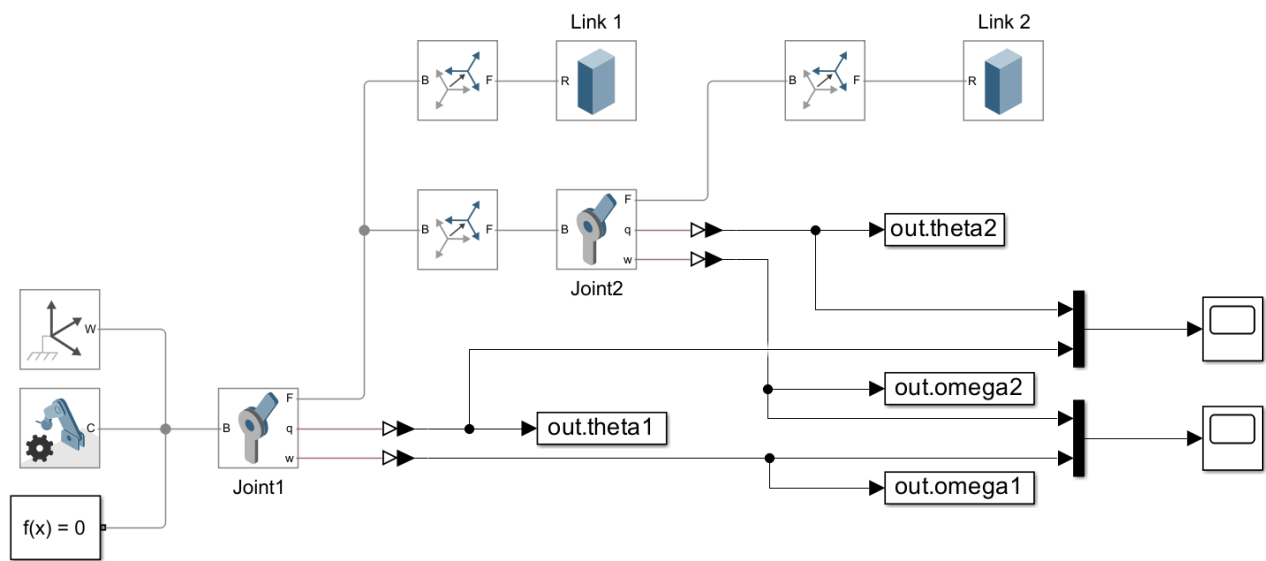 Link 1
Link 2
B
F
R
B
F
R
B
F
B
F
q
w
out.theta2
Joint2
W
out.omega2
C
B
F
q
w
out.theta1
Joint1
out.omega1
f(x) = 0